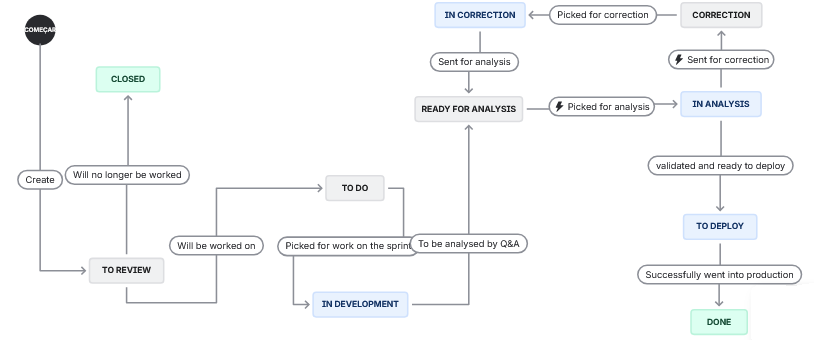 IN CORRECTION
Picked for correction
CORRECTION
COMEÇAR
Sent for analysis
Sent for correction
CLOSED
READY FOR ANALYSIS
Picked for analysis
IN ANALYSIS
Create
Will no longer be worked
validated and ready to deploy
TO DO
Will be worked on
Picked for work on the sprint
To be analysed by Q&A
TO DEPLOY
TO REVIEW
Successfully went into production
IN DEVELOPMENT
DONE